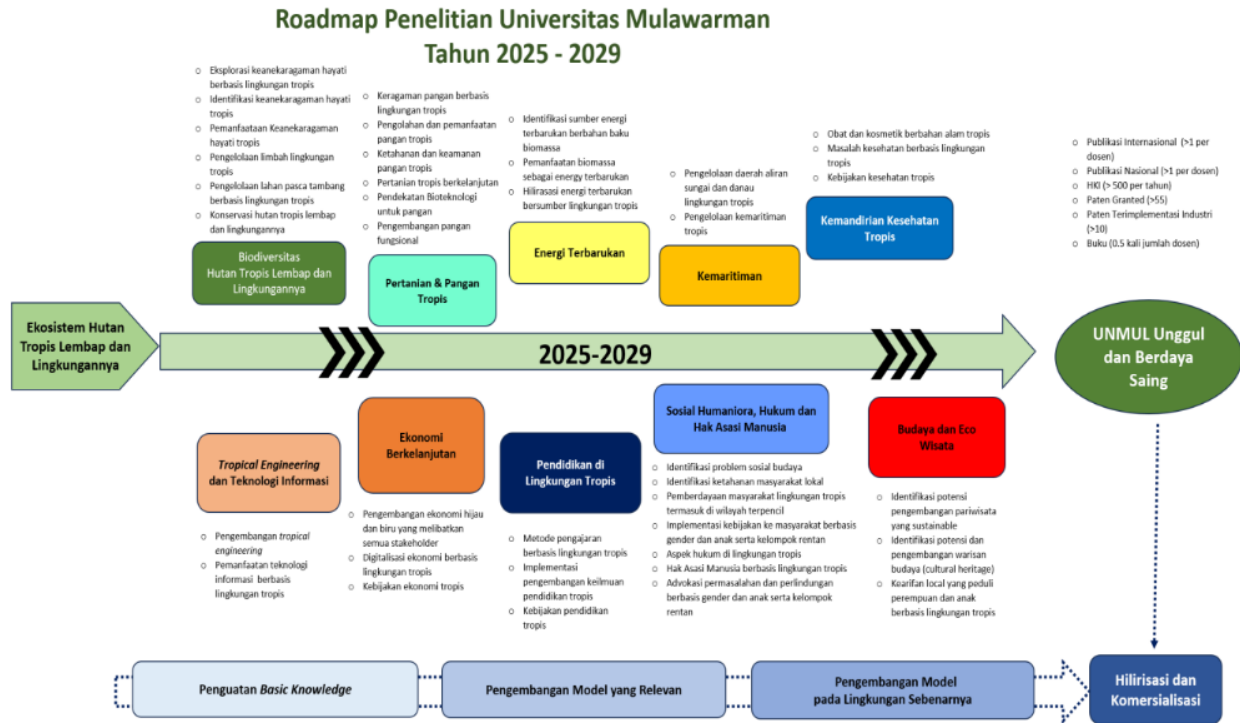 Roadmap Penelitian Universitas Mulawarman
Tahun 2025 - 2029
o Eksplorasi keanekaragaman hayati
berbasis lingkungan tropis
o Identifikasi keanekaragaman hayati
tropis
o Pemanfaataan Keanekaragaman
hayati tropis
o Pengelolaan limbah lingkungan
tropis
o Pengelolaan lahan pasca tambang
berbasis lingkungan tropis
o Konservasi hutan tropis lembap
dan lingkungannya
Biodiversitas
Hutan Tropis Lembap dan
Lingkungannya
o Keragaman pangan berbasis
lingkungan tropis
o Pengolahan dan pemanfaatan
pangan tropis
o Ketahanan dan keamanan
pangan tropis
o Pertanian tropis berkelanjutan
o Pendekatan Bioteknologi
untuk pangan
o Pengembangan pangan
fungsional
Pertanian & Pangan
Tropis
o Identifikasi sumber energi
terbarukan berbahan baku
biomassa
o Pemanfaatan biomassa
sebagai energy terbarukan
o Hilirasasi energi terbarukan
bersumber lingkungan tropis
Energi Terbarukan
o Pengelolaan daerah aliran
sungai dan danau
lingkungan tropis
o Pengelolaan kemaritiman
tropis
Kemaritiman
o Obat dan kosmetik berbahan alam tropis
o Masalah kesehatan berbasis lingkungan
tropis
o Kebijakan kesehatan tropis
Kemandirian Kesehatan
Tropis
o Publikasi Internasional (>1 per
dosen)
o Publikasi Nasional (>1 per dosen)
o HKI (> 500 per tahun)
o Paten Granted (>55)
o Paten Terimplementasi Industri
(>10)
o Buku (0.5 kali jumlah dosen)
Ekosistem Hutan
Tropis Lembap dan
Lingkungannya
2025-2029
UNMUL Unggul
dan Berdaya
Saing
Tropical Engineering
dan Teknologi Informasi
o Pengembangan tropical
engineering
o Pemanfaatan teknologi
informasi berbasis
lingkungan tropis
Ekonomi
Berkelanjutan
o Pengembangan ekonomi hijau
dan biru yang melibatkan
semua stakeholder
o Digitalisasi ekonomi berbasis
lingkungan tropis
o Kebijakan ekonomi tropis
Pendidikan di
Lingkungan Tropis
o Metode pengajaran
berbasis lingkungan tropis
o Implementasi
pengembangan keilmuan
pendidikan tropis
o Kebijakan pendidikan
tropis
Sosial Humaniora, Hukum dan
Hak Asasi Manusia
o Identifikasi problem sosial budaya
o Identifikasi ketahanan masyarakat lokal
o Pemberdayaan masyarakat lingkungan tropis
termasuk di wilayah terpencil
o Implementasi kebijakan ke masyarakat berbasis
gender dan anak serta kelompok rentan
o Aspek hukum di lingkungan tropis
o Hak Asasi Manusia berbasis lingkungan tropis
o Advokasi permasalahan dan perlindungan
berbasis gender dan anak serta kelompok
rentan
Budaya dan Eco
Wisata
o Identifikasi potensi
pengembangan pariwisata
yang sustainable
o Identifikasi potensi dan
pengembangan warisan
budaya (cultural heritage)
o Kearifan local yang peduli
perempuan dan anak
berbasis lingkungan tropis
Penguatan Basic Knowledge
Pengembangan Model yang Relevan
Pengembangan Model
pada Lingkungan Sebenarnya
Hilirisasi dan
Komersialisasi